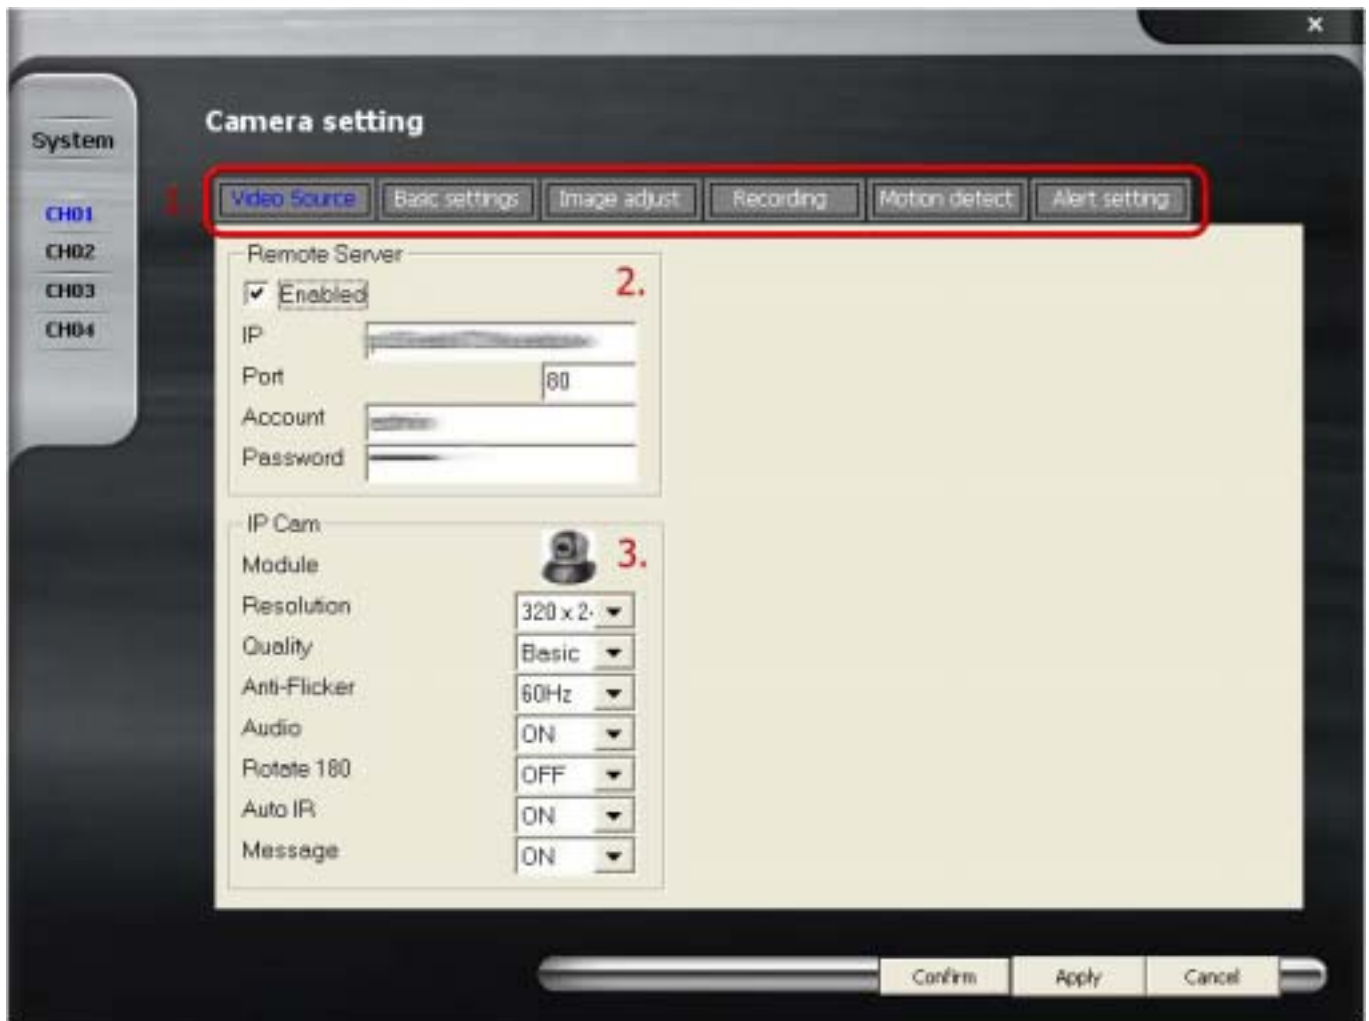 ×
Camera setting
System
CH01
CH02
CH03
CH04
1.
Video Source Basic settings Image adjust Recording Motion detect Alert setting
Remote Server
2.
Enabled
IP
Port 80
Account
Password
IP Cam
3.
Module
Resolution 320 x 2
Quality Basic
Anti-Flicker 60Hz
Audio ON
Rotate 180 OFF
Auto IR ON
Message ON
Confirm Apply Cancel